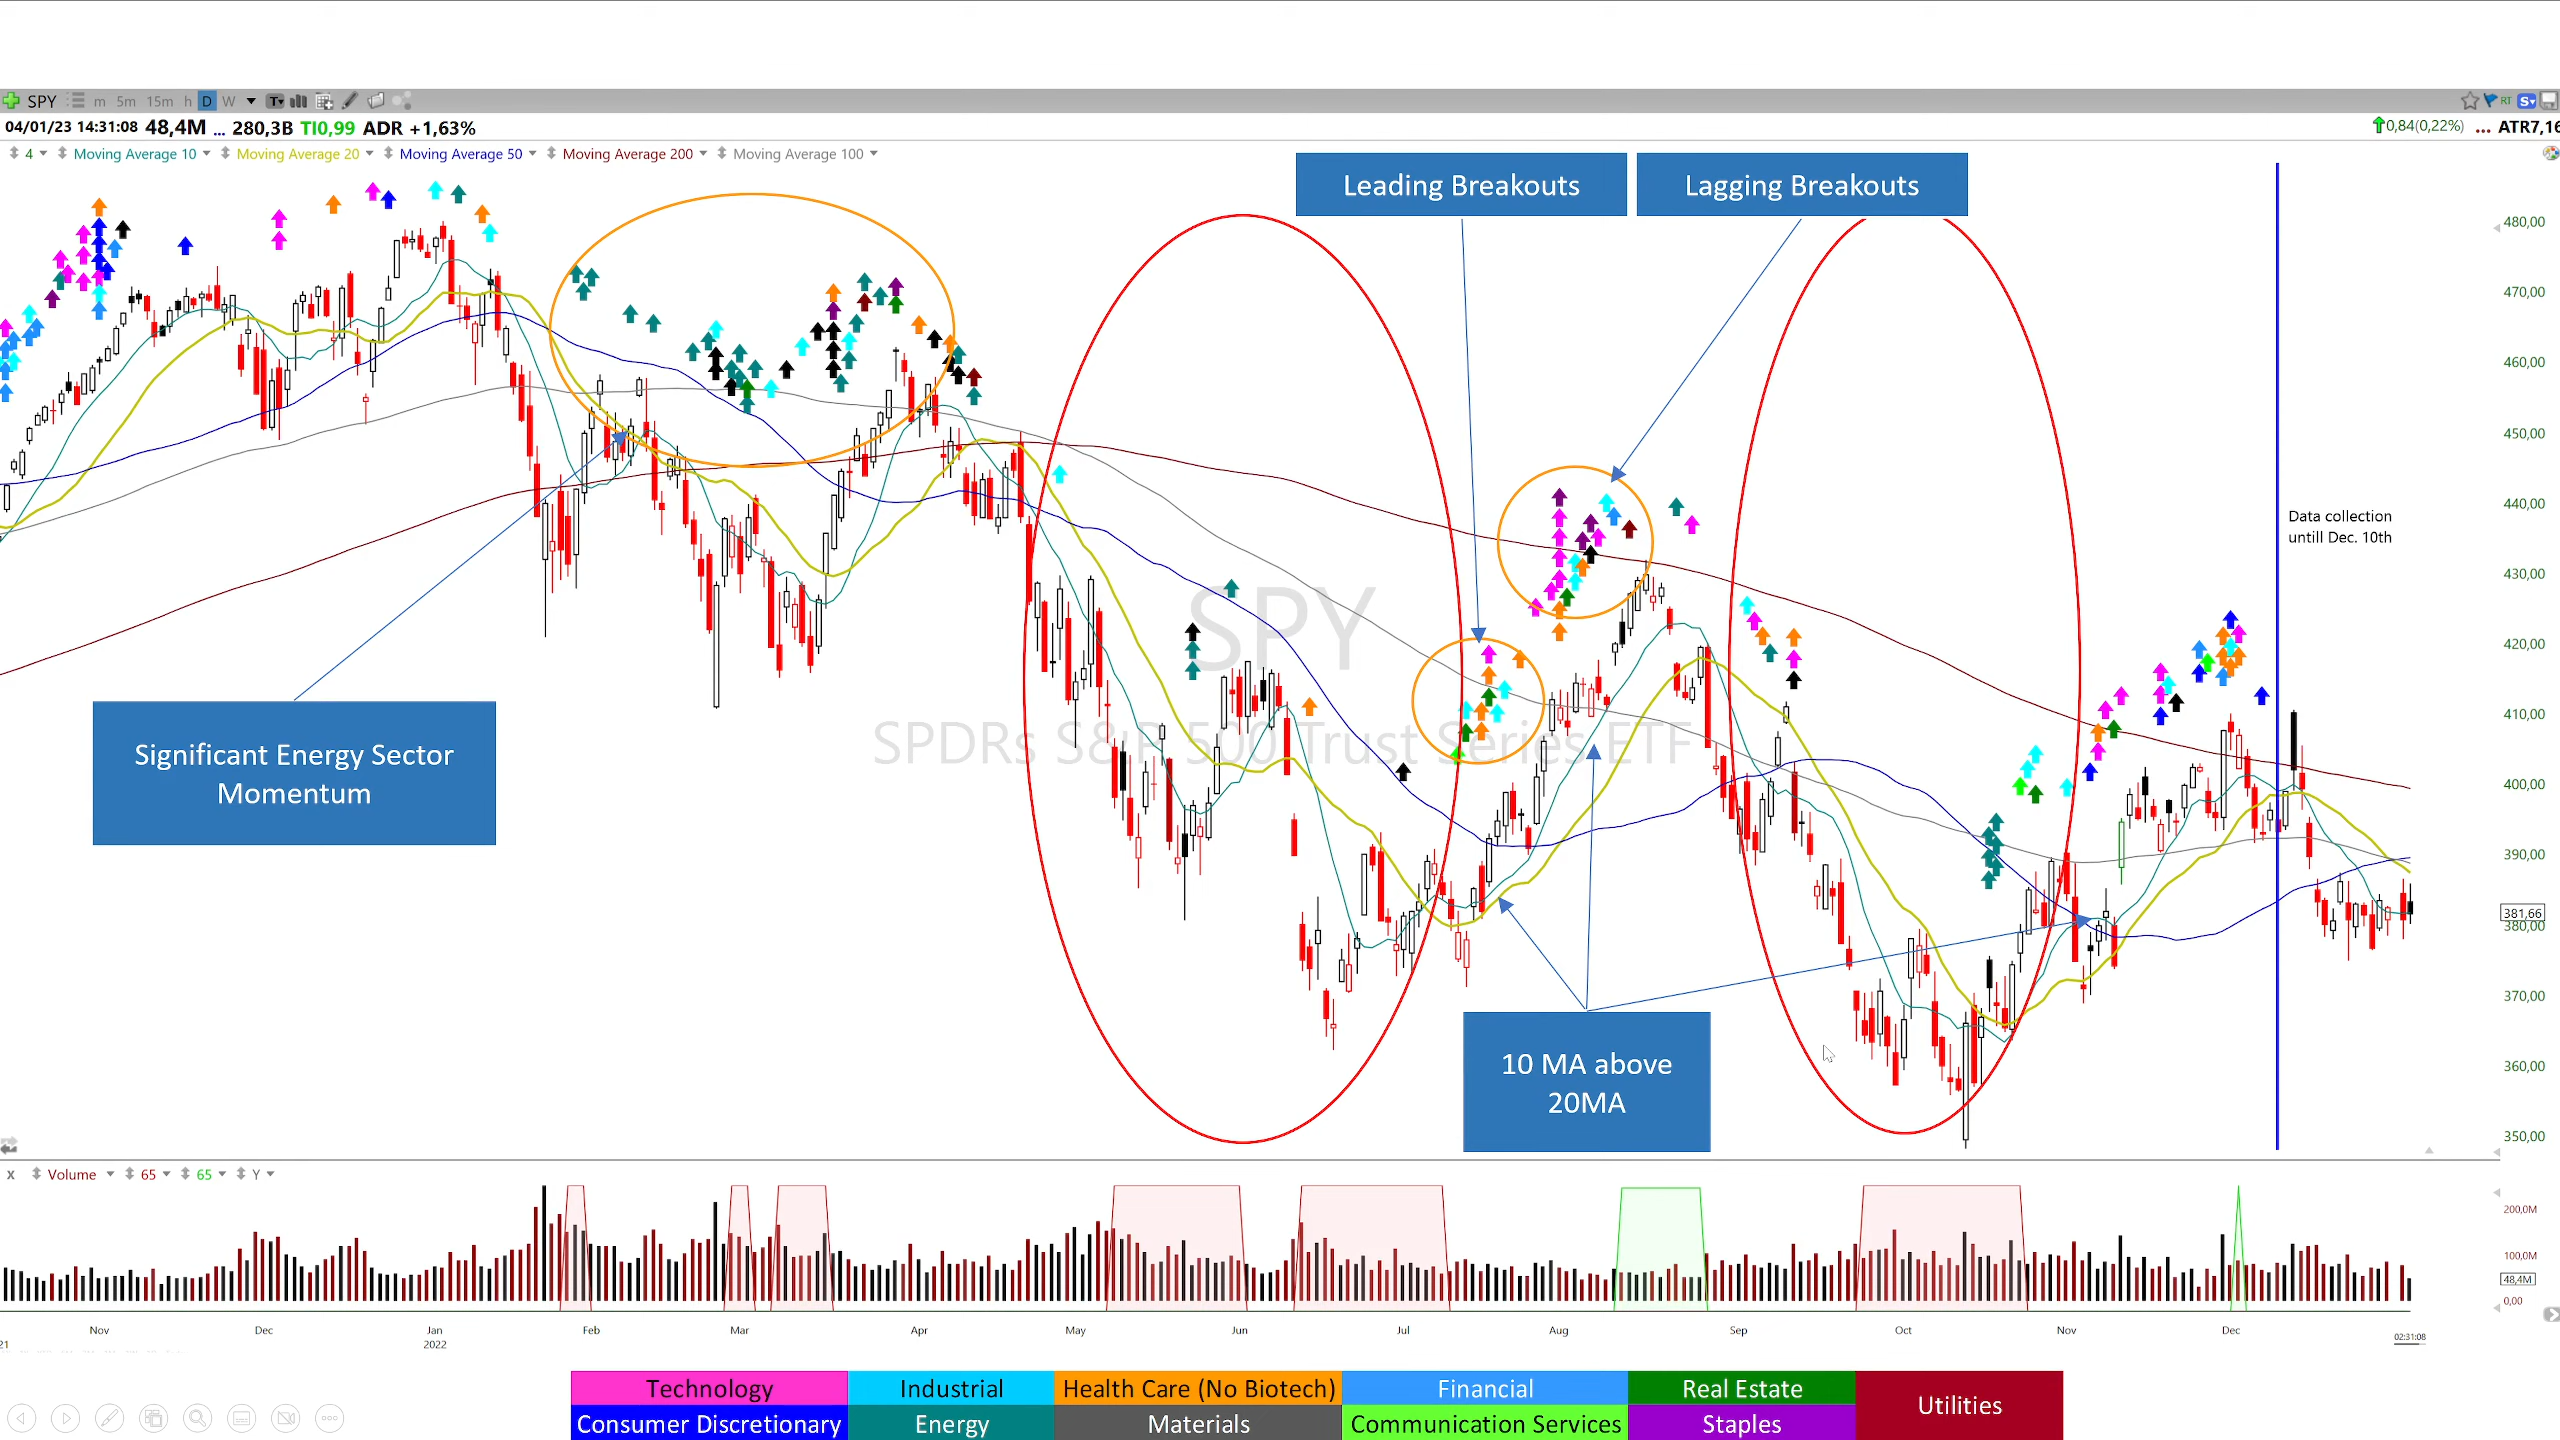 SPY m 5m 15m h D W T
RT S
04/01/23 14:31:08 48,4M ... 280,3B TI0,99 ADR +1,63%
0,84(0,22%) ... ATR7,16
4 Moving Average 10 Moving Average 20 Moving Average 50 Moving Average 200 Moving Average 100
Leading Breakouts
Lagging Breakouts
480,00
470,00
460,00
450,00
440,00
430,00
420,00
410,00
400,00
390,00
381,66
380,00
370,00
360,00
350,00
Data collection
untill Dec. 10th
SPY
SPDRs S&P 500 Trust Series ETF
Significant Energy Sector
Momentum
10 MA above
20MA
x Volume 65 65 Y
200,0M
100,0M
48,4M
0,00
21 Nov Dec Jan Feb Mar Apr May Jun Jul Aug Sep Oct Nov Dec 02:31:08
2022
Technology Industrial Health Care (No Biotech) Financial Real Estate Utilities
Consumer Discretionary Energy Materials Communication Services Staples